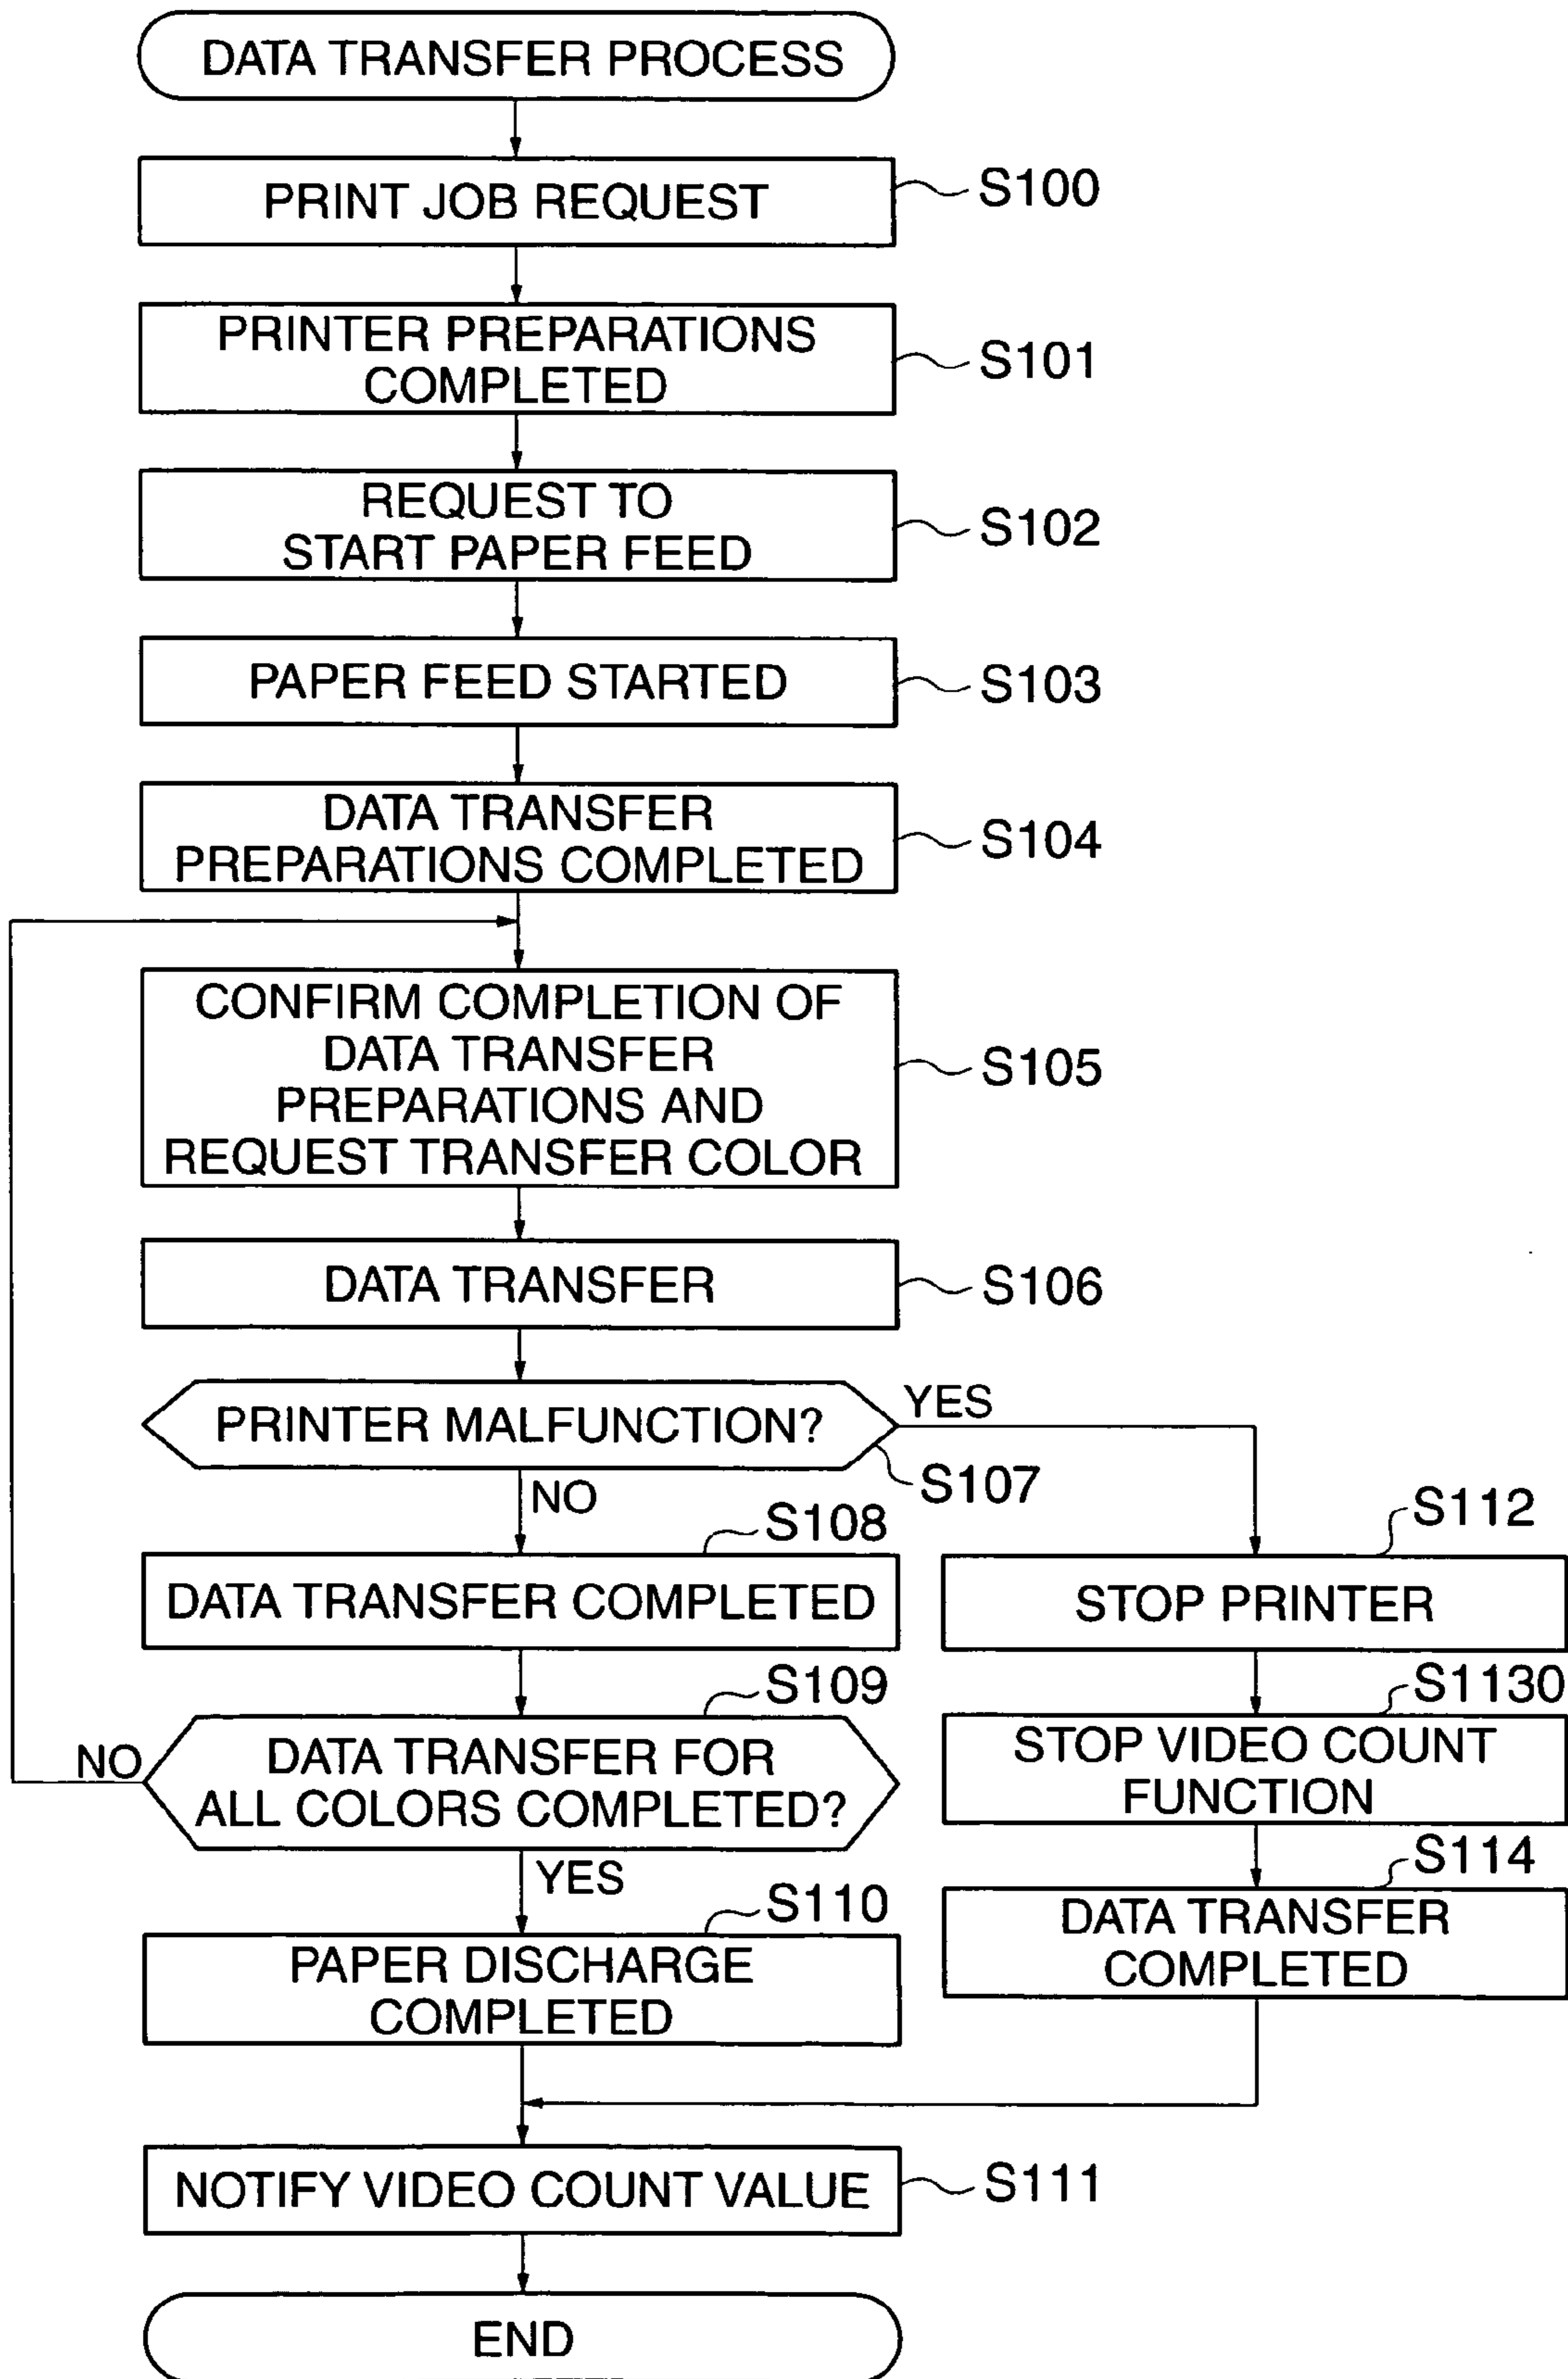 DATA TRANSFER PROCESS
PRINT JOB REQUEST
S100
PRINTER PREPARATIONS
COMPLETED
S101
REQUEST TO
START PAPER FEED
S102
PAPER FEED STARTED
S103
DATA TRANSFER
PREPARATIONS COMPLETED
S104
CONFIRM COMPLETION OF
DATA TRANSFER
PREPARATIONS AND
REQUEST TRANSFER COLOR
S105
DATA TRANSFER
S106
PRINTER MALFUNCTION?
YES
S107
NO
S108
DATA TRANSFER COMPLETED
S112
STOP PRINTER
S109
DATA TRANSFER FOR
ALL COLORS COMPLETED?
NO
YES
S1130
STOP VIDEO COUNT
FUNCTION
S114
DATA TRANSFER
COMPLETED
S110
PAPER DISCHARGE
COMPLETED
NOTIFY VIDEO COUNT VALUE
S111
END